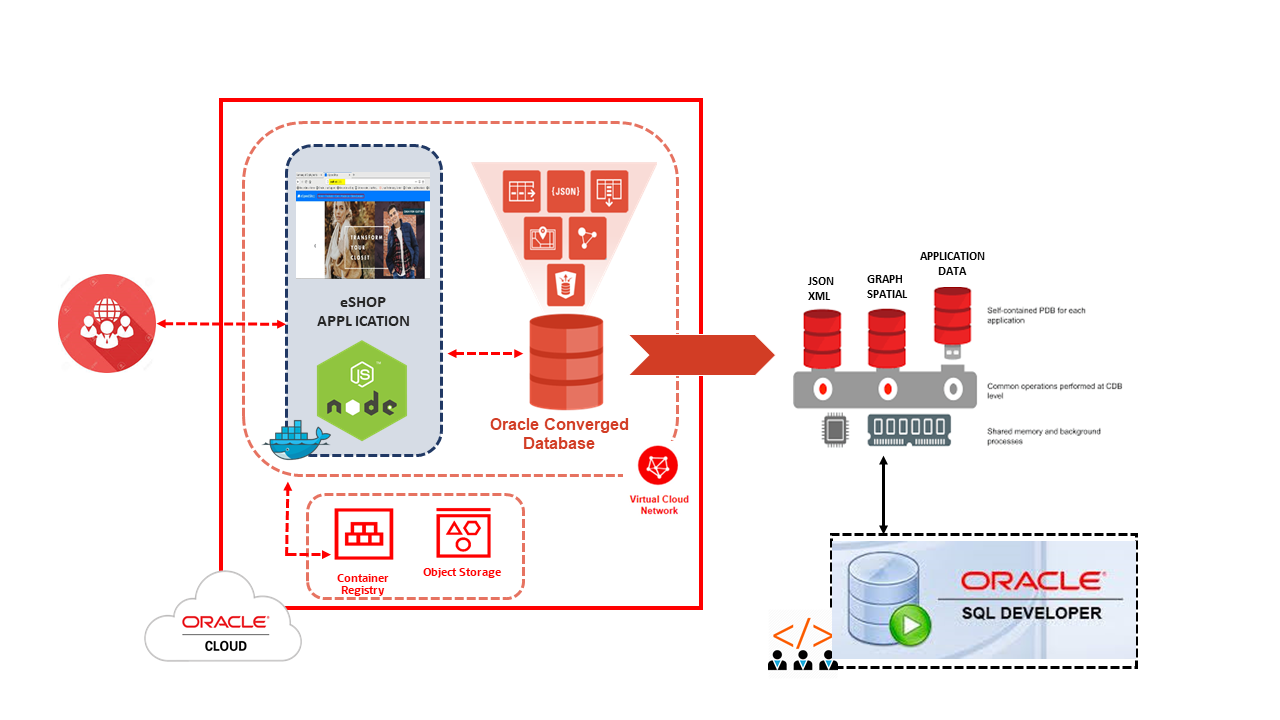 {JSON}
TRANSFORM
YOUR
CLOSET
eSHOP
APPLICATION
JS
node
Oracle Converged
Database
Virtual Cloud
Network
Container
Registry
Object Storage
ORACLE
CLOUD
JSON
XML
GRAPH
SPATIAL
APPLICATION
DATA
Self-contained PDB for each
application
Common operations performed at CDB
level
Shared memory and background
processes
ORACLE
SQL DEVELOPER
</>